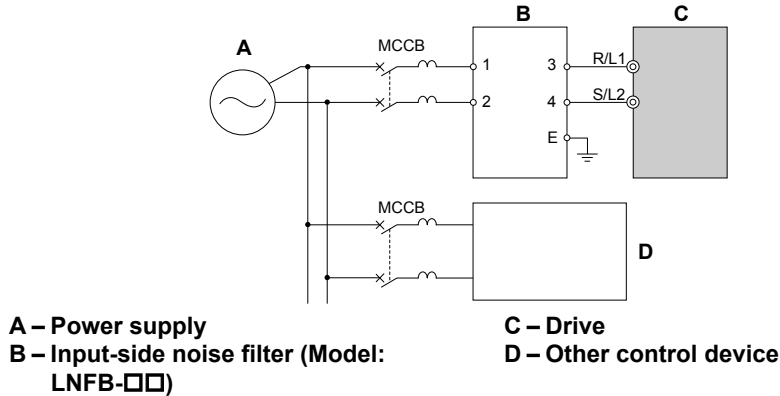 B
C
A
MCCB
1
3
R/L1
2
4
S/L2
E
MCCB
D
A – Power supply
B – Input-side noise filter (Model:
LNFB-□□)
C – Drive
D – Other control device